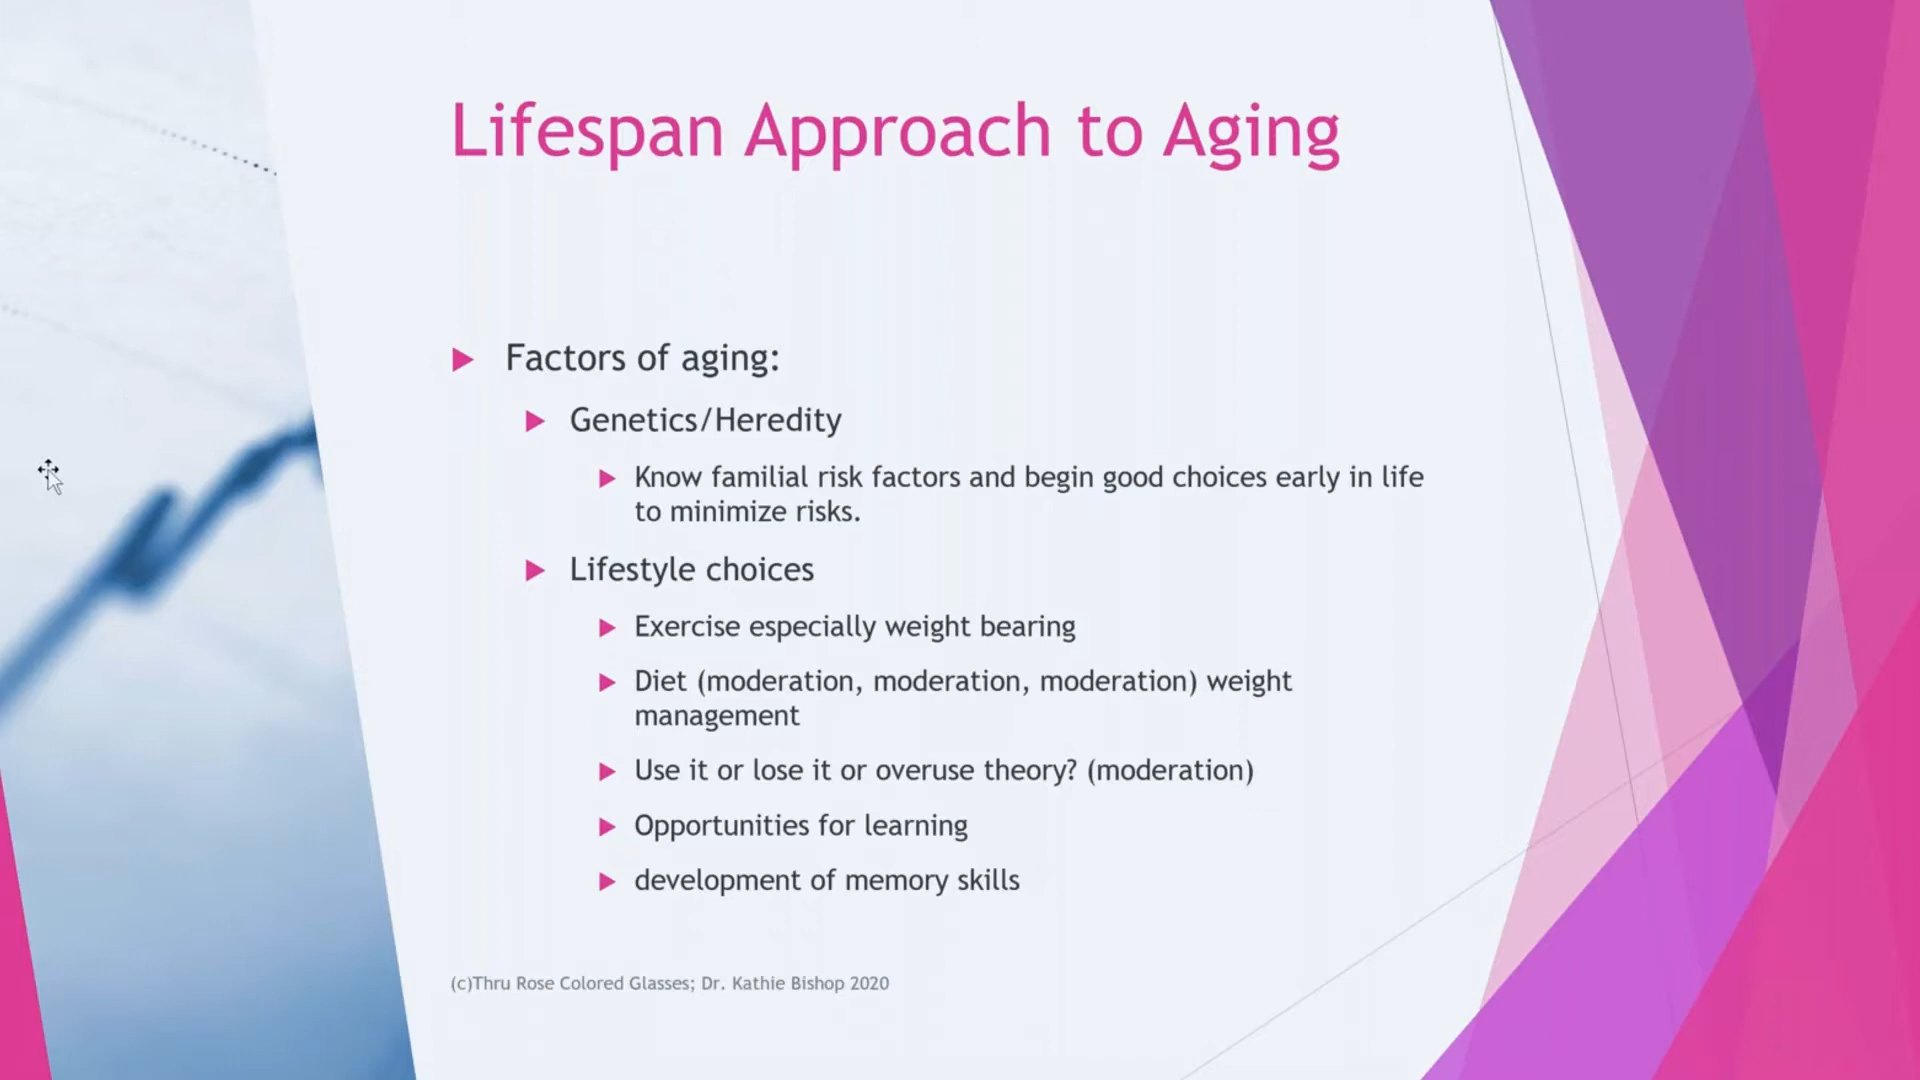 Lifespan Approach to Aging
Factors of aging:
Genetics/Heredity
Know familial risk factors and begin good choices early in life
to minimize risks.
Lifestyle choices
Exercise especially weight bearing
Diet (moderation, moderation, moderation) weight
management
Use it or lose it or overuse theory? (moderation)
Opportunities for learning
development of memory skills
(c)Thru Rose Colored Glasses; Dr. Kathie Bishop 2020